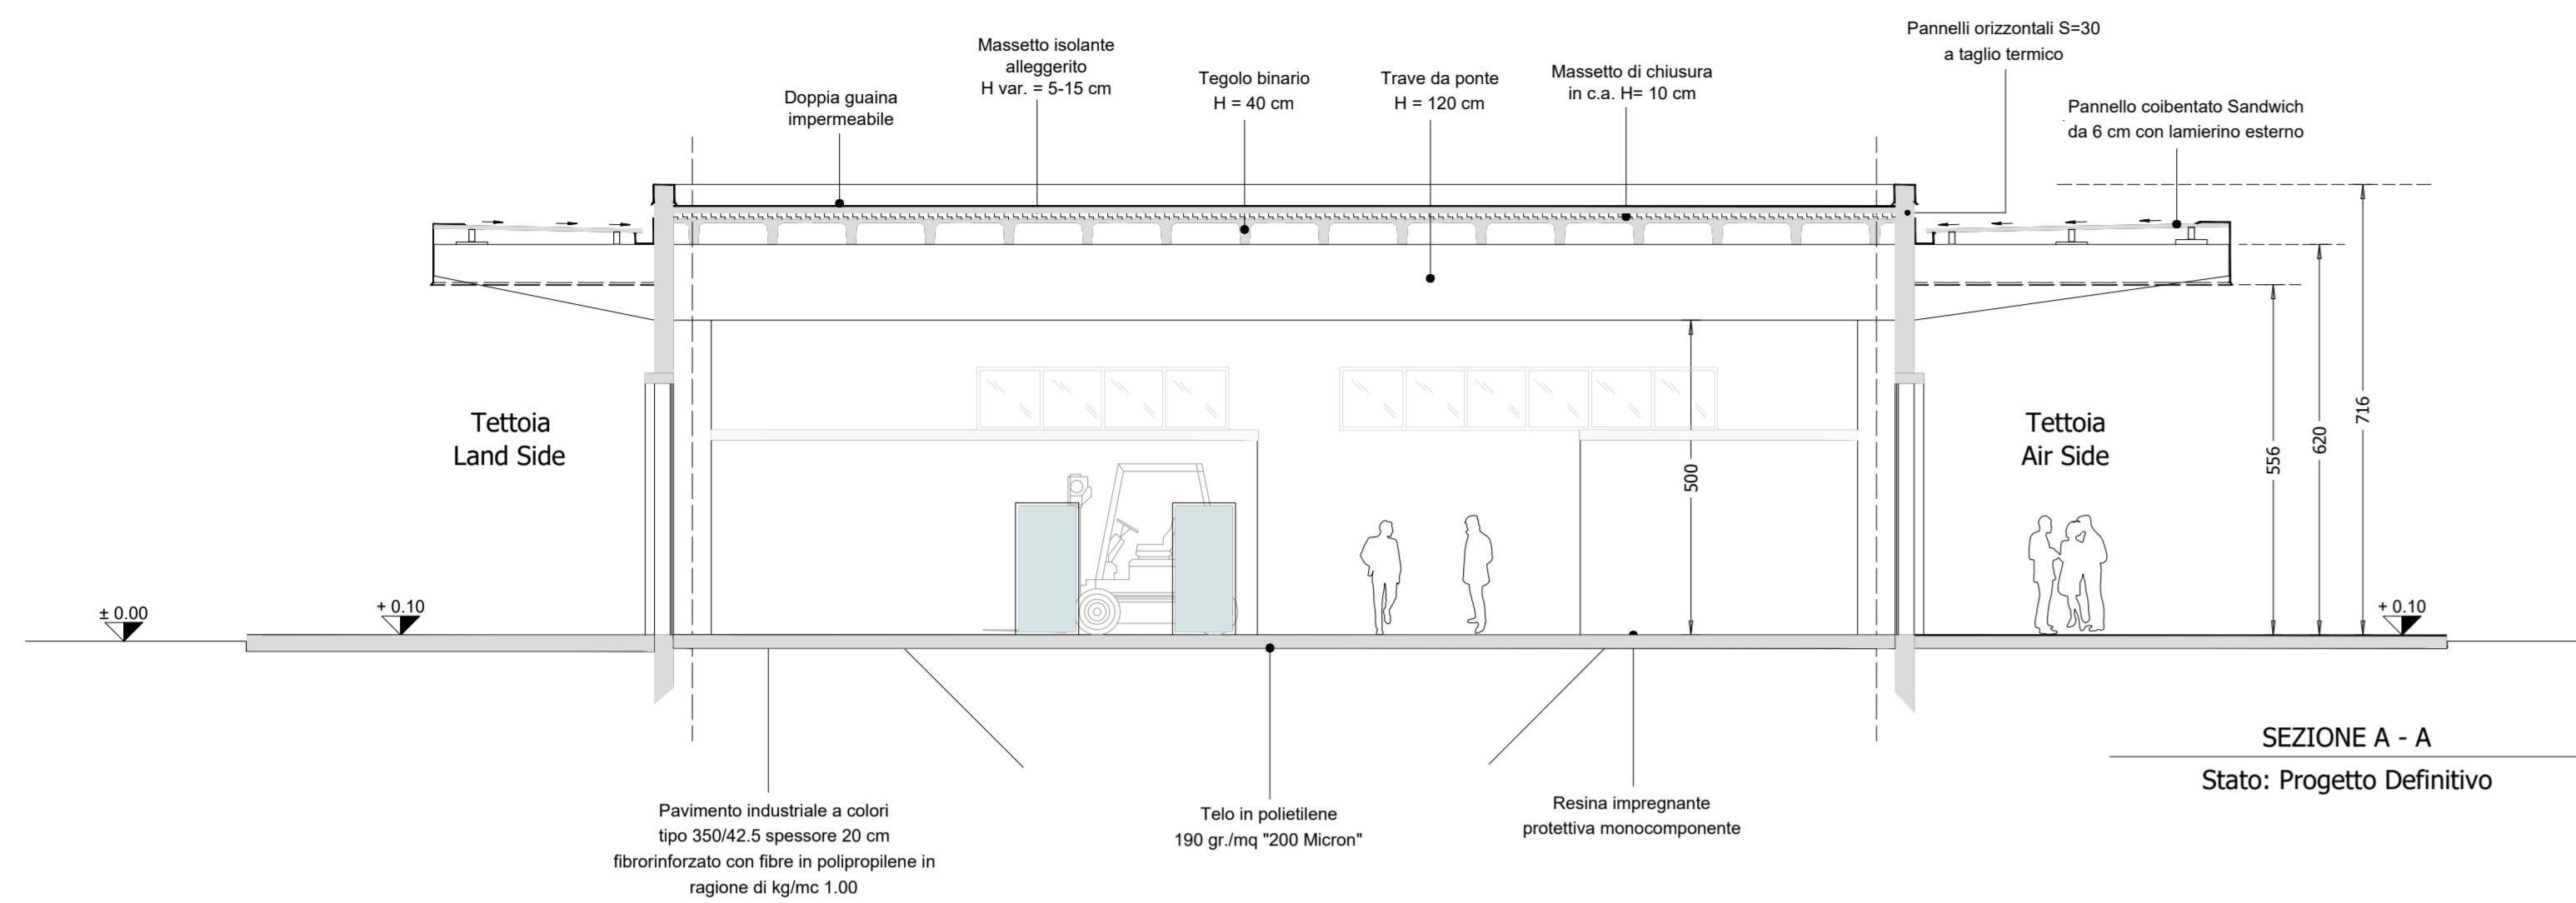 Pannelli orizzontali S=30
a taglio termico
Massetto isolante
alleggerito
H var. = 5-15 cm
Tegolo binario
H = 40 cm
Trave da ponte
H = 120 cm
Massetto di chiusura
in c.a. H= 10 cm
Doppia guaina
impermeabile
Pannello coibentato Sandwich
da 6 cm con lamierino esterno
Tettoia
Land Side
Tettoia
Air Side
500
556
620
716
± 0.00
+ 0.10
+ 0.10
SEZIONE A - A
Stato: Progetto Definitivo
Pavimento industriale a colori
tipo 350/42.5 spessore 20 cm
fibrorinforzato con fibre in polipropilene in
ragione di kg/mc 1.00
Telo in polietilene
190 gr./mq "200 Micron"
Resina impregnante
protettiva monocomponente